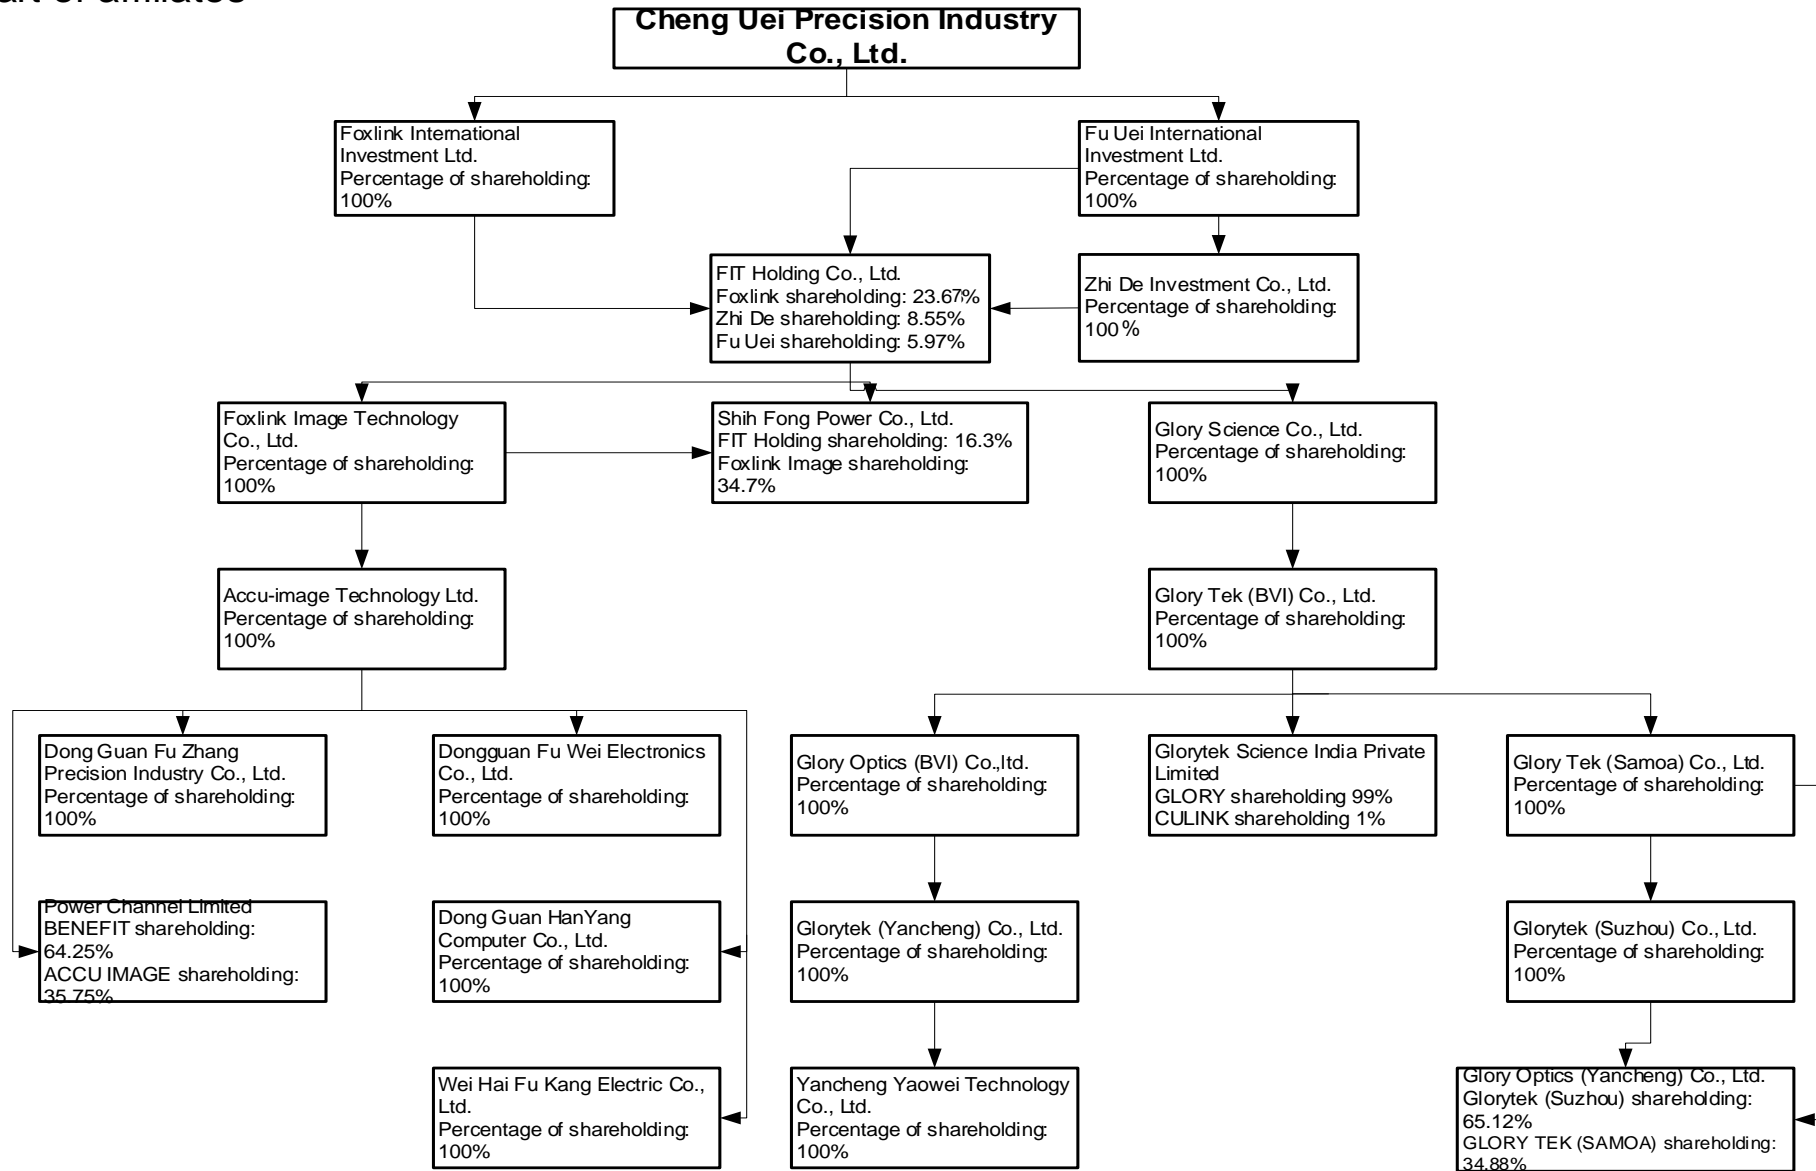 of affiliates
Cheng Uei Precision Industry
Co., Ltd.
Foxlink International
Investment Ltd.
Percentage of shareholding:
100%
Fu Uei International
Investment Ltd.
Percentage of shareholding:
100%
FIT Holding Co., Ltd.
Foxlink shareholding: 23.67%
Zhi De shareholding: 8.55%
Fu Uei shareholding: 5.97%
Zhi De Investment Co., Ltd.
Percentage of shareholding:
100%
Foxlink Image Technology
Co., Ltd.
Percentage of shareholding:
100%
Shih Fong Power Co., Ltd.
FIT Holding shareholding: 16.3%
Foxlink Image shareholding:
34.7%
Glory Science Co., Ltd.
Percentage of shareholding:
100%
Accu-image Technology Ltd.
Percentage of shareholding:
100%
Glory Tek (BVI) Co., Ltd.
Percentage of shareholding:
100%
Dong Guan Fu Zhang
Precision Industry Co., Ltd.
Percentage of shareholding:
100%
Dongguan Fu Wei Electronics
Co., Ltd.
Percentage of shareholding:
100%
Glory Optics (BVI) Co.,ltd.
Percentage of shareholding:
100%
Glorytek Science India Private
Limited
GLORY shareholding 99%
CULINK shareholding 1%
Glory Tek (Samoa) Co., Ltd.
Percentage of shareholding:
100%
Power Channel Limited
BENEFIT shareholding:
64.25%
ACCU IMAGE shareholding:
35.75%
Dong Guan HanYang
Computer Co., Ltd.
Percentage of shareholding:
100%
Glorytek (Yancheng) Co., Ltd.
Percentage of shareholding:
100%
Glorytek (Suzhou) Co., Ltd.
Percentage of shareholding:
100%
Wei Hai Fu Kang Electric Co.,
Ltd.
Percentage of shareholding:
100%
Yancheng Yaowei Technology
Co., Ltd.
Percentage of shareholding:
100%
Glory Optics (Yancheng) Co., Ltd.
Glorytek (Suzhou) shareholding:
65.12%
GLORY TEK (SAMOA) shareholding:
34.88%